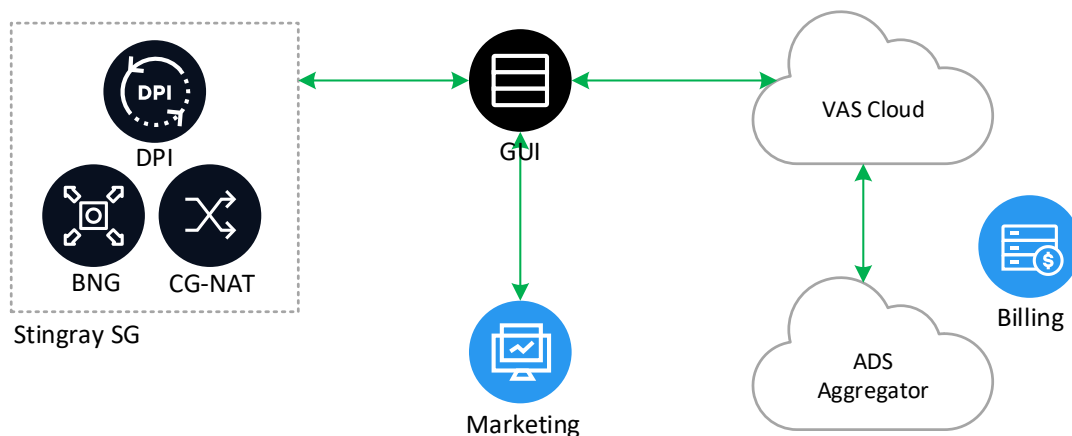 DPI
DPI
BNG
CG-NAT
Stingray SG
GUI
Marketing
VAS Cloud
ADS
Aggregator
$
Billing